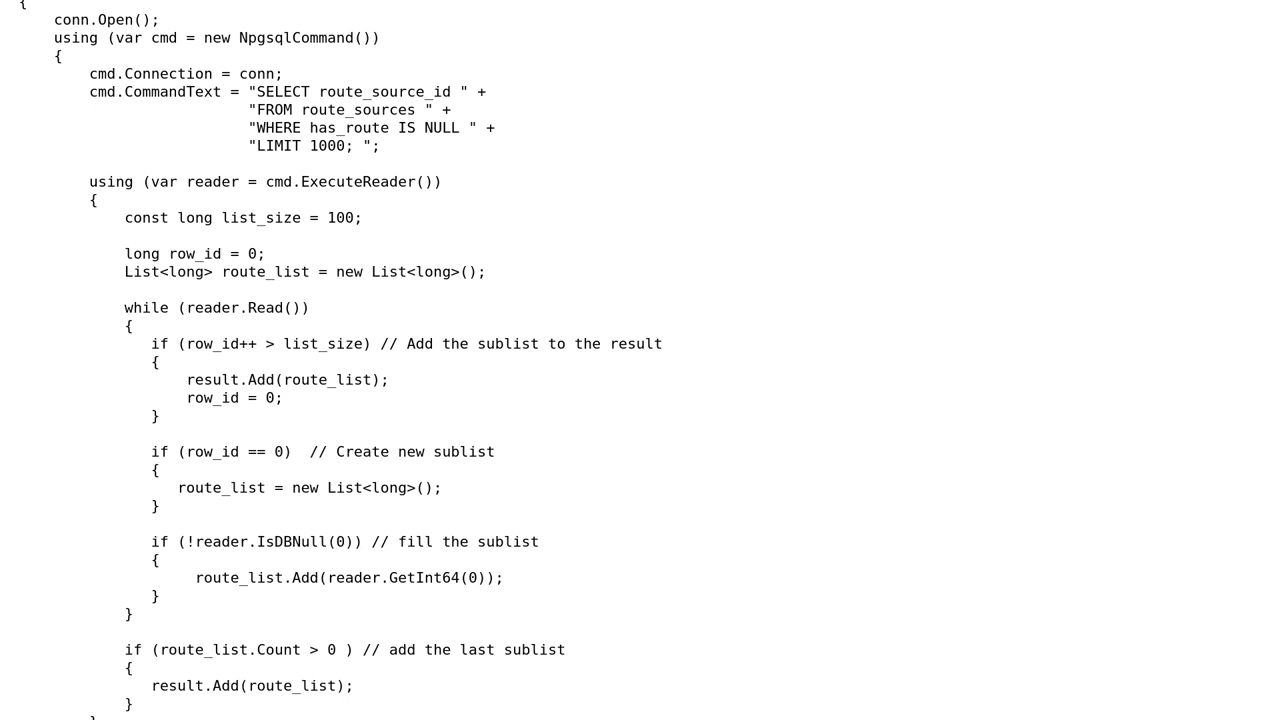 {
conn.Open();
using (var cmd = new NpgsqlCommand())
{
cmd.Connection = conn;
cmd.CommandText = "SELECT route_source_id " +
"FROM route_sources " +
"WHERE has_route IS NULL " +
"LIMIT 1000; ";
using (var reader = cmd.ExecuteReader())
{
const long list_size = 100;
long row_id = 0;
List<long> route_list = new List<long>();
while (reader.Read())
{
if (row_id++ > list_size) // Add the sublist to the result
{
result.Add(route_list);
row_id = 0;
}
if (row_id == 0)  // Create new sublist
{
route_list = new List<long>();
}
if (!reader.IsDBNull(0)) // fill the sublist
{
route_list.Add(reader.GetInt64(0));
}
}
if (route_list.Count > 0 ) // add the last sublist
{
result.Add(route_list);
}
}